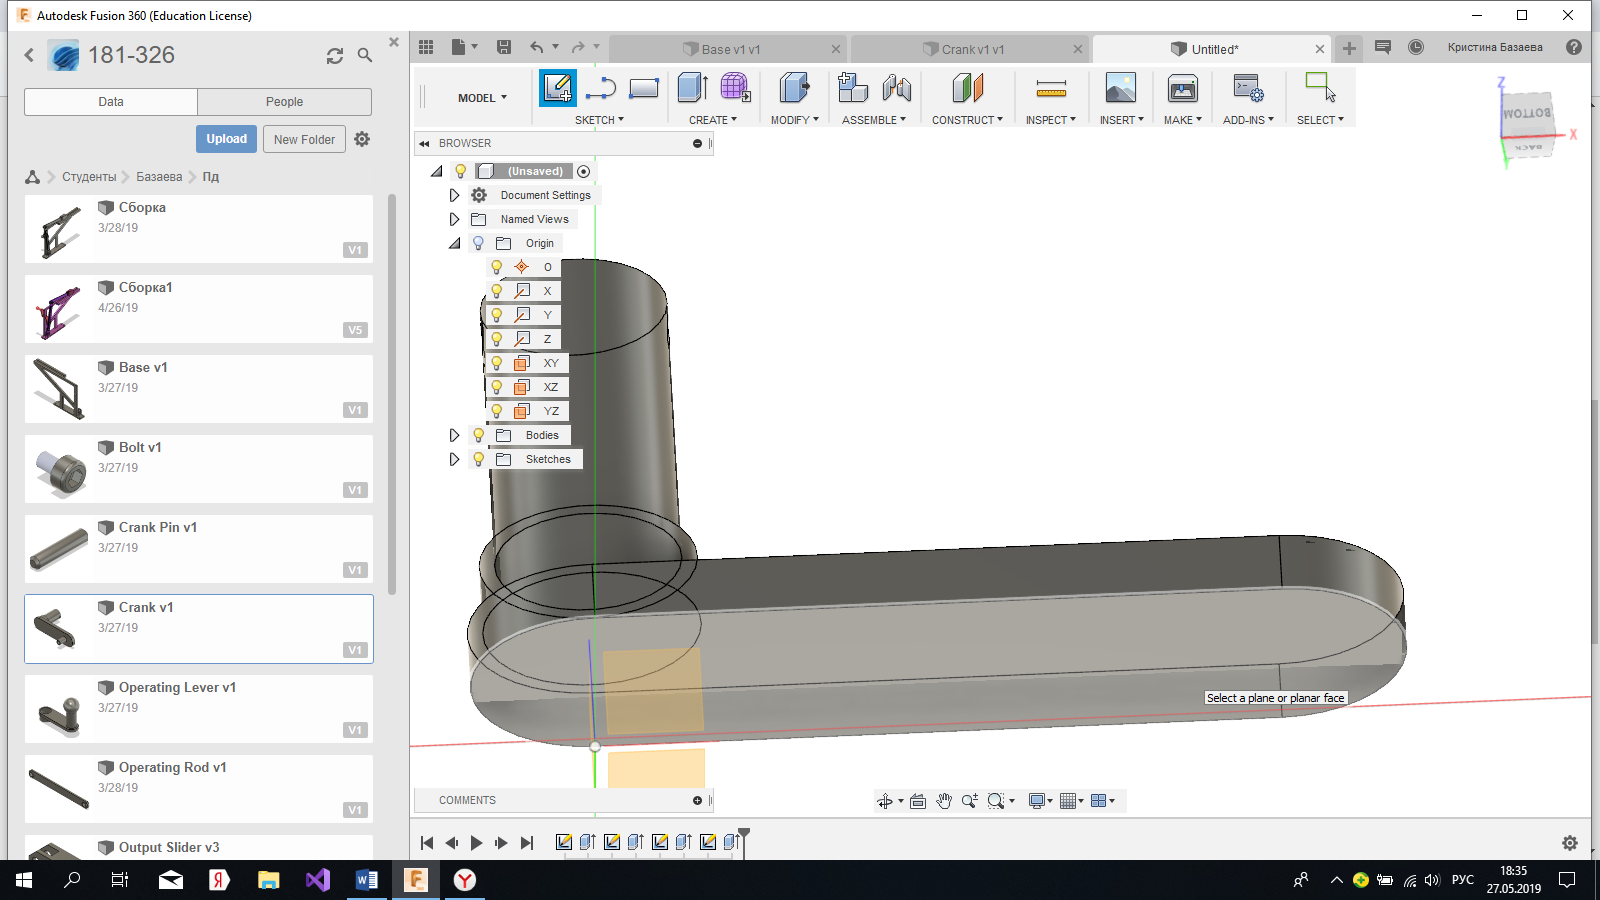 Autodesk Fusion 360 (Education License)
181-326
Data
People
Upload
New Folder
Студенты
Базаева
Пд
Сборка
3/28/19
V1
Сборка1
4/26/19
V5
Base v1
3/27/19
V1
Bolt v1
3/27/19
V1
Crank Pin v1
3/27/19
V1
Crank v1
3/27/19
V1
Operating Lever v1
3/27/19
V1
Operating Rod v1
3/28/19
V1
Output Slider v3
Base v1 v1
Crank v1 v1
Untitled*
Кристина Базаева
MODEL
SKETCH
CREATE
MODIFY
ASSEMBLE
CONSTRUCT
INSPECT
INSERT
MAKE
ADD-INS
SELECT
BROWSER
(Unsaved)
Document Settings
Named Views
Origin
O
X
Y
Z
XY
XZ
YZ
Bodies
Sketches
Z
BOTTOM
BACK
X
Select a plane or planar face
COMMENTS
РУС
18:35
27.05.2019